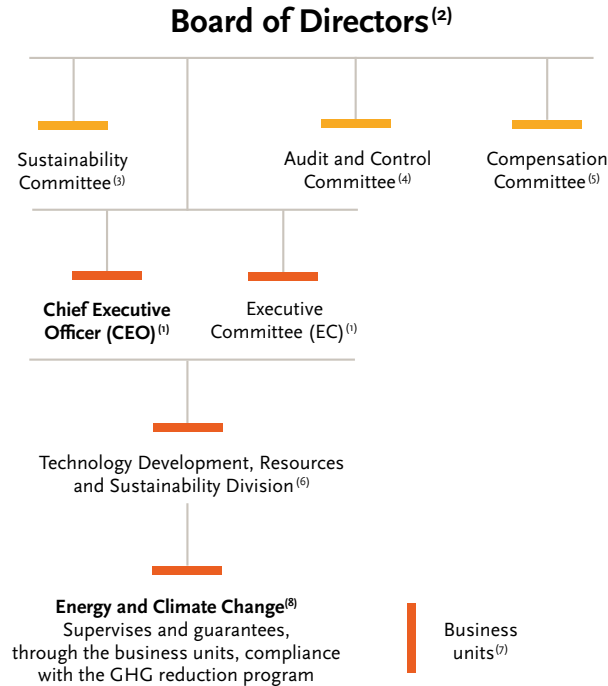 Board of Directors(2)
Sustainability
Committee(3)
Audit and Control
Committee(4)
Compensation
Committee(5)
Chief Executive
Officer (CEO)(1)
Executive
Committee (EC)(1)
Technology Development, Resources
and Sustainability Division(6)
Energy and Climate Change(8)
Supervises and guarantees,
through the business units, compliance
with the GHG reduction program
Business
units(7)